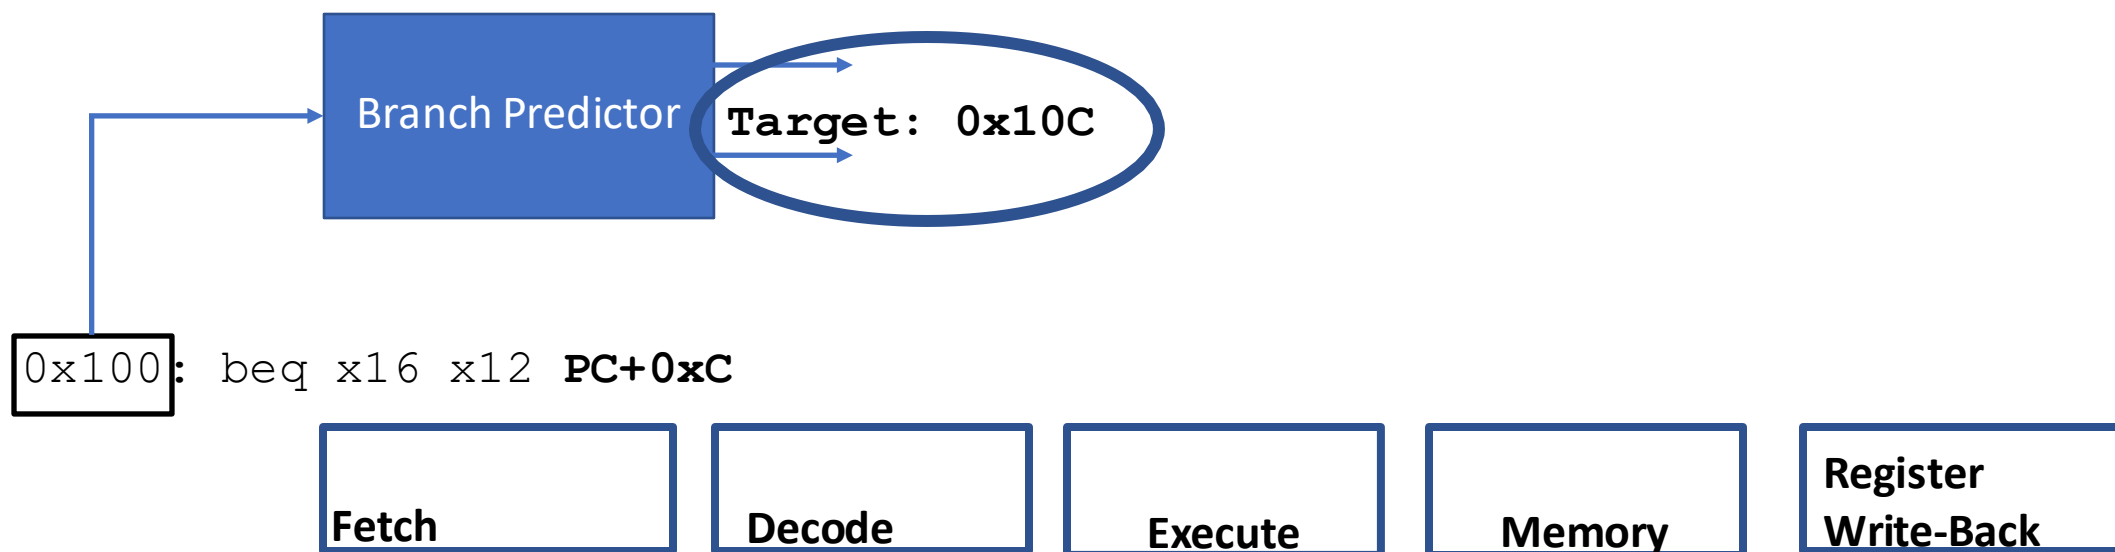 Branch Predictor
Target: 0x10C
0x100: beq x16 x12 PC+0xC
Fetch
Decode
Execute
Memory
Register
Write-Back